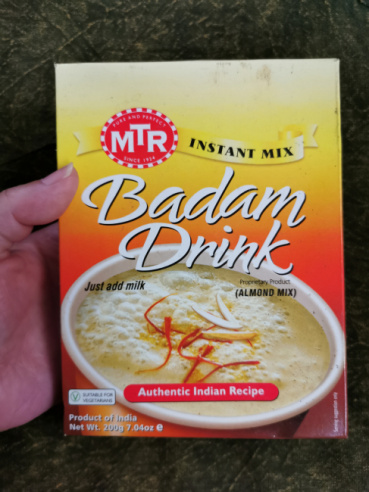 PURE AND PERFECT
MTR
SINCE 1924
INSTANT MIX
Badam
Drink
Just add milk
Proprietary Product
(ALMOND MIX)
Authentic Indian Recipe
SUITABLE FOR
VEGETARIANS
Product of India
Net Wt. 200g 7.04oz e